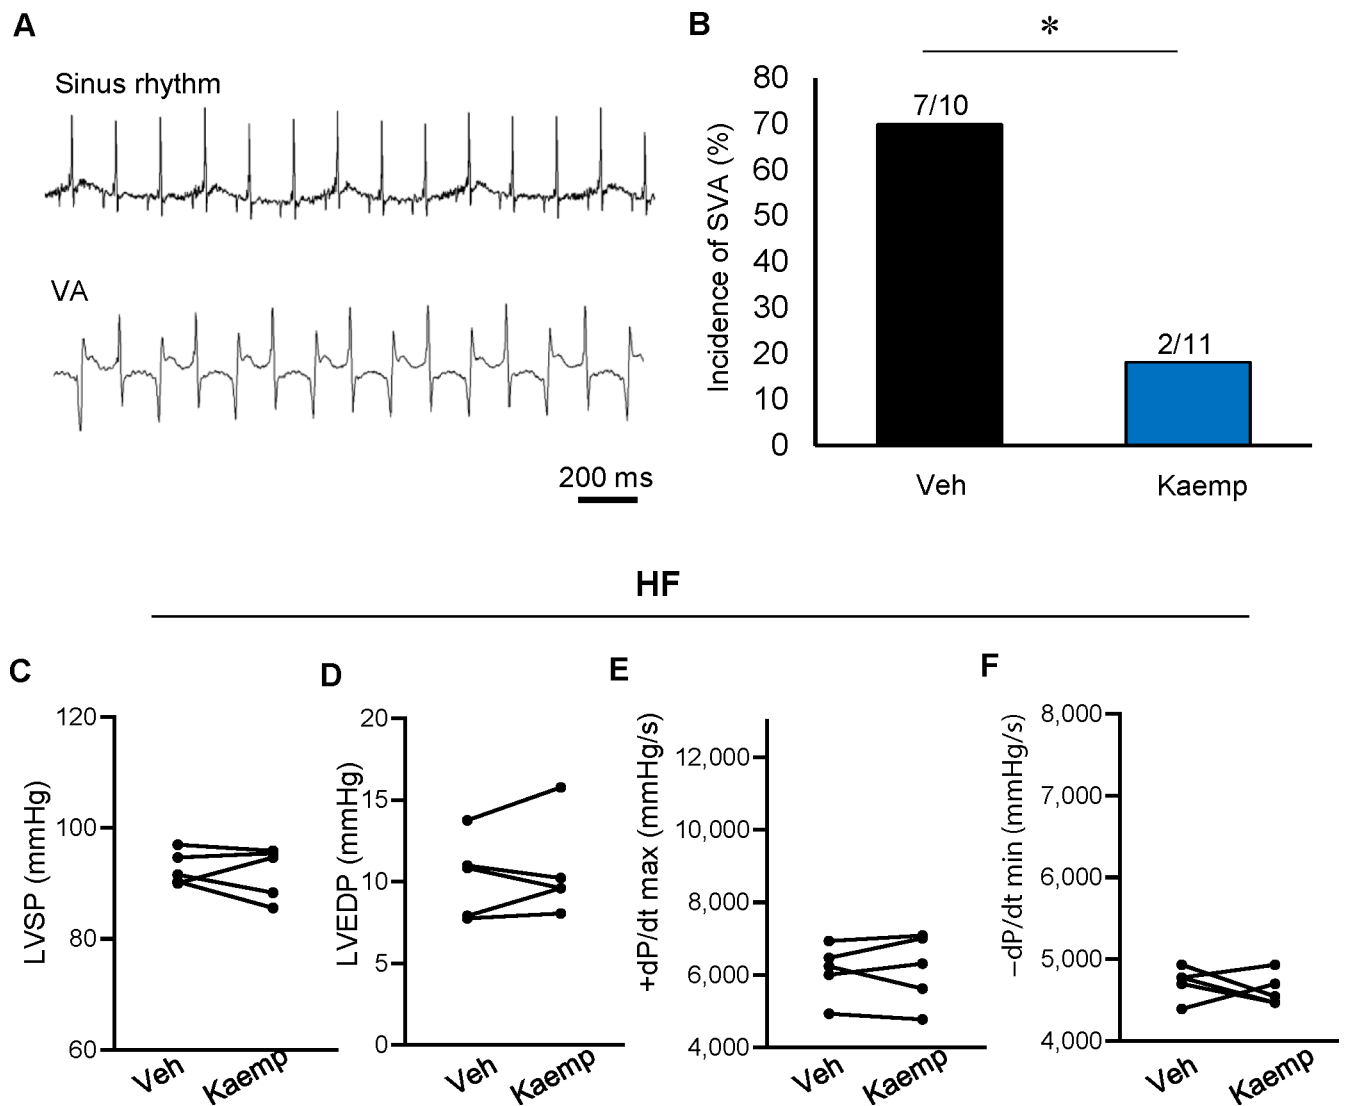 A
Sinus rhythm
VA
200 ms
B
*
Incidence of SVA (%)
80
70
60
50
40
30
20
10
0
7/10
2/11
Veh
Kaemp
HF
C
LVSP (mmHg)
120
100
80
60
Veh
Kaemp
D
LVEDP (mmHg)
20
15
10
5
0
Veh
Kaemp
E
+dP/dt max (mmHg/s)
12,000
10,000
8,000
6,000
4,000
Veh
Kaemp
F
–dP/dt min (mmHg/s)
8,000
7,000
6,000
5,000
4,000
Veh
Kaemp